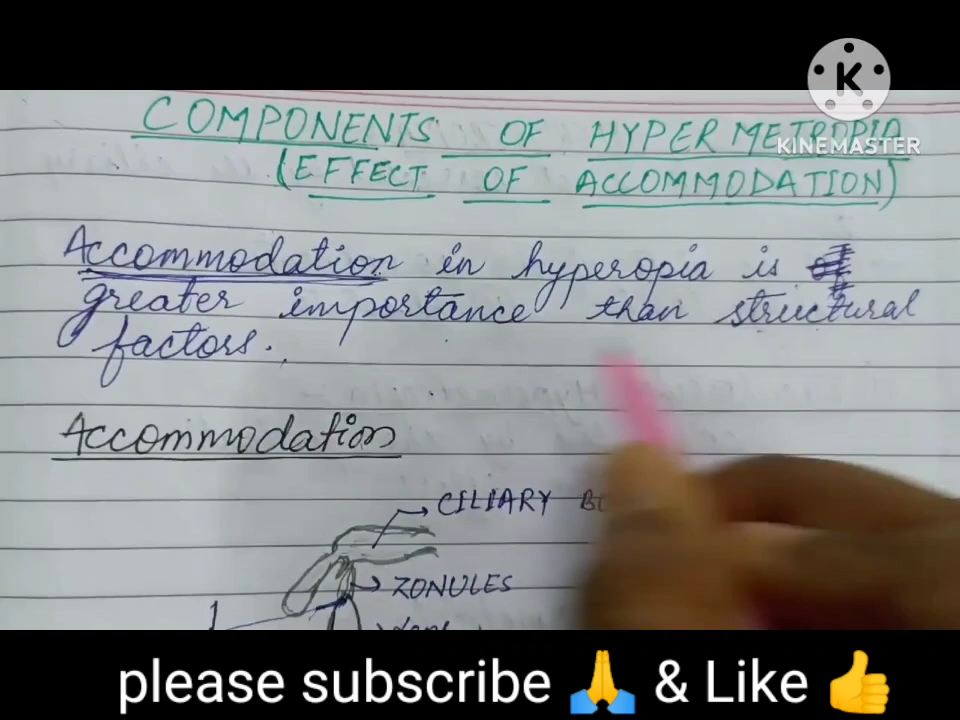 K
KINEMASTER
COMPONENTS OF HYPERMETROPIA
(EFFECT OF ACCOMMODATION)
Accommodation in hyperopia is
greater importance than structural
factors.
Accommodation
CILIARY
ZONULES
please subscribe 🙏 & Like 👍